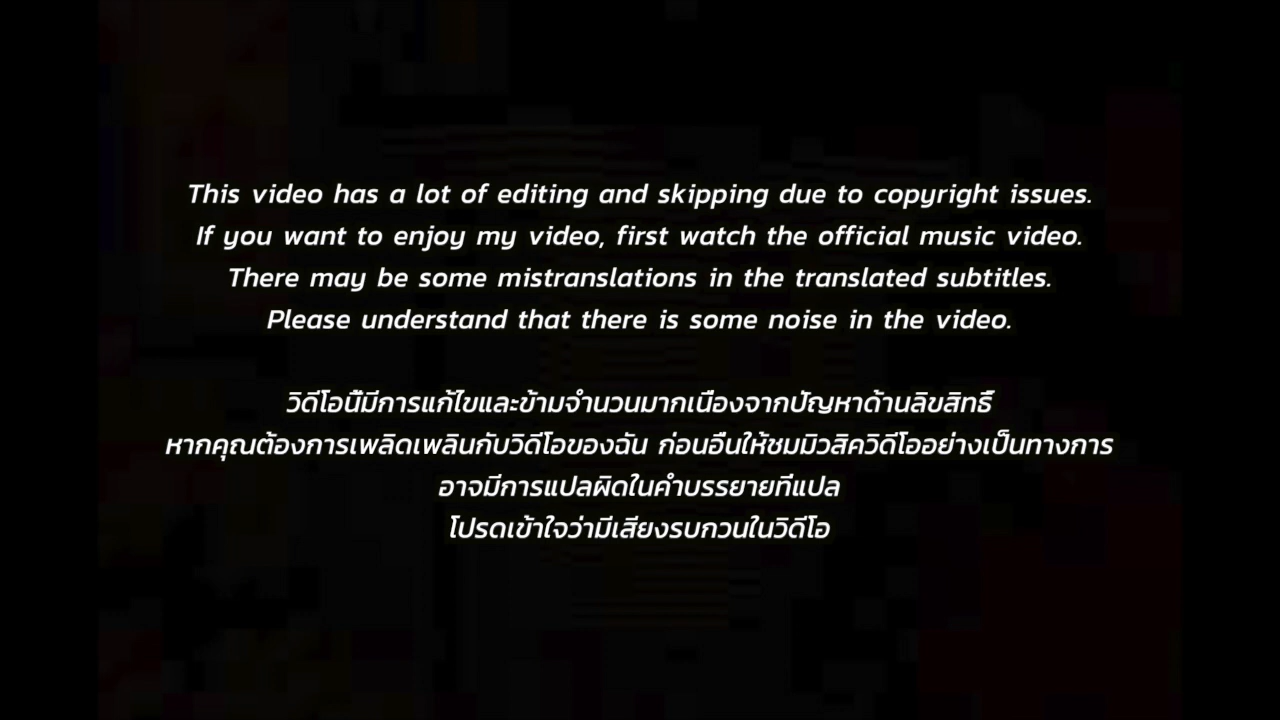 This video has a lot of editing and skipping due to copyright issues.
If you want to enjoy my video, first watch the official music video.
There may be some mistranslations in the translated subtitles.
Please understand that there is some noise in the video.
วิดีโอนี้มีการแก้ไขและข้ามจำนวนมากเนื่องจากปัญหาด้านลิขสิทธิ์
หากคุณต้องการเพลิดเพลินกับวิดีโอของฉัน ก่อนอื่นให้ชมมิวสิควิดีโออย่างเป็นทางการ
อาจมีการแปลผิดในคำบรรยายที่แปล
โปรดเข้าใจว่ามีเสียงรบกวนในวิดีโอ